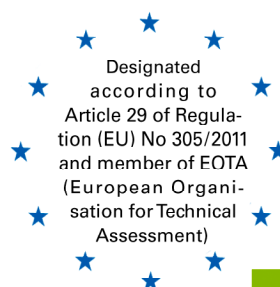 Designated
according to
Article 29 of Regula-
tion (EU) No 305/2011
and member of EOTA
(European Organi-
sation for Technical
Assessment)